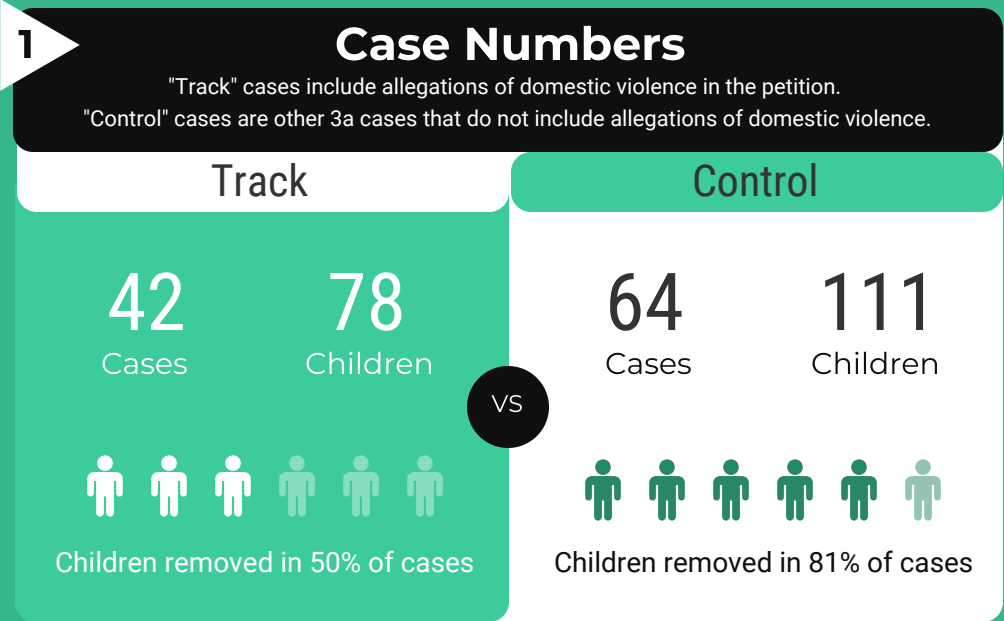 1
Case Numbers
"Track" cases include allegations of domestic violence in the petition.
"Control" cases are other 3a cases that do not include allegations of domestic violence.
Track
Control
42
Cases
78
Children
VS
64
Cases
111
Children
Children removed in 50% of cases
Children removed in 81% of cases